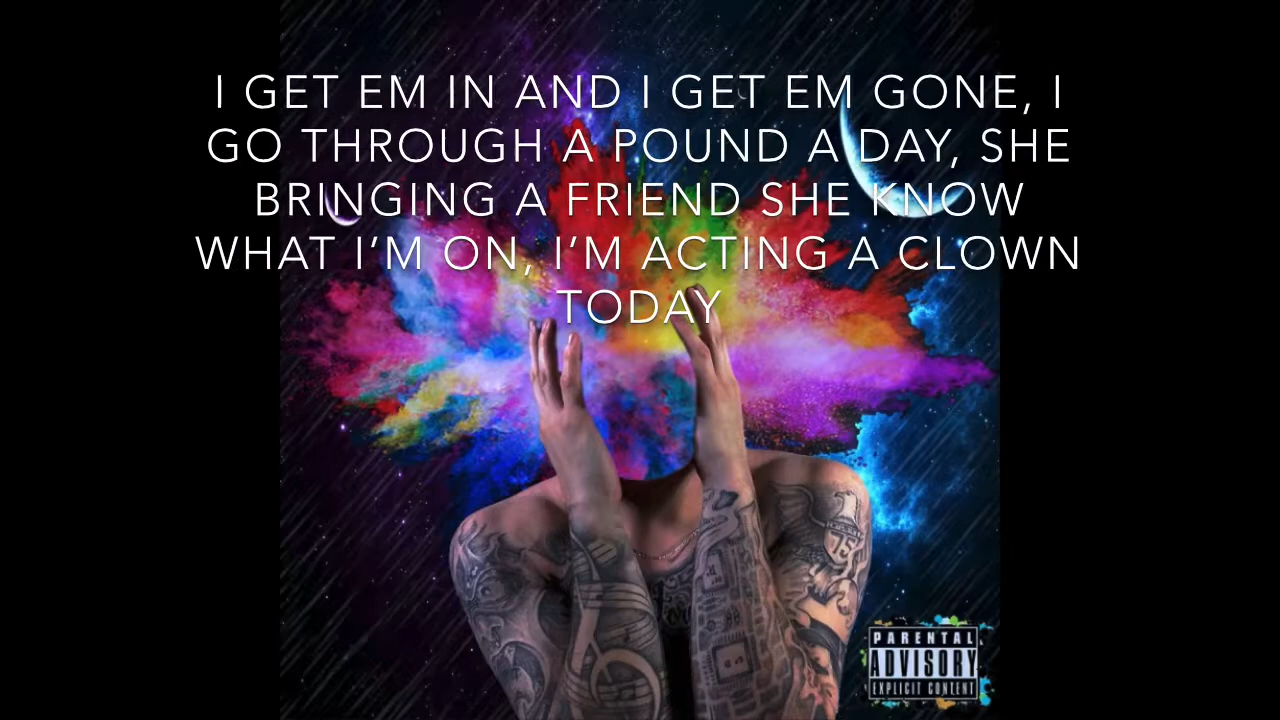 I GET EM IN AND I GET EM GONE, I
GO THROUGH A POUND A DAY, SHE
BRINGING A FRIEND SHE KNOW
WHAT I’M ON, I’M ACTING A CLOWN
TODAY
75
PARENTAL
ADVISORY
EXPLICIT CONTENT